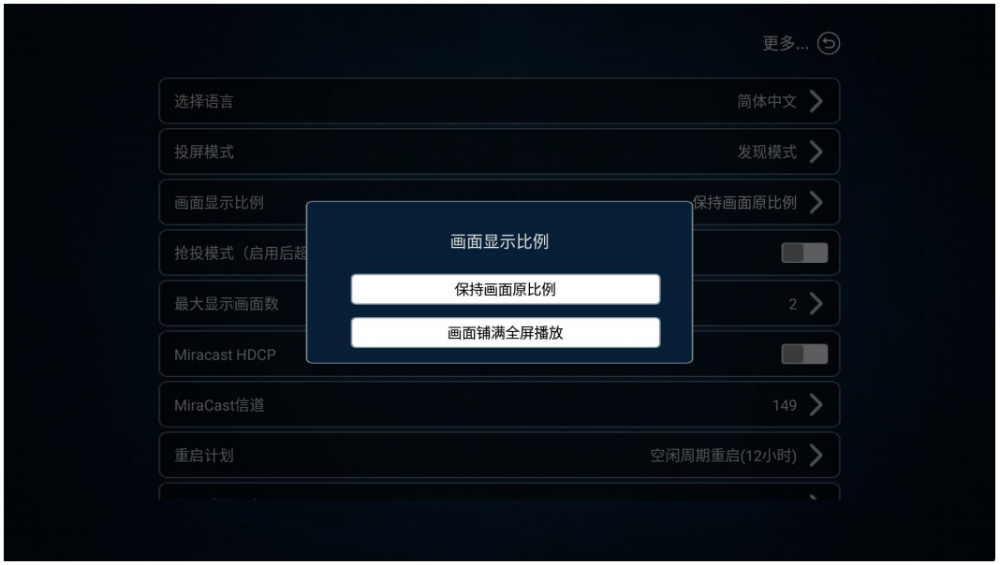 更多...
选择语言 简体中文
投屏模式 发现模式
画面显示比例 保持画面原比例
画面显示比例
抢投模式（启用后超
保持画面原比例
最大显示画面数 2
画面铺满全屏播放
Miracast HDCP
MiraCast信道 149
重启计划 空闲周期重启(12小时)